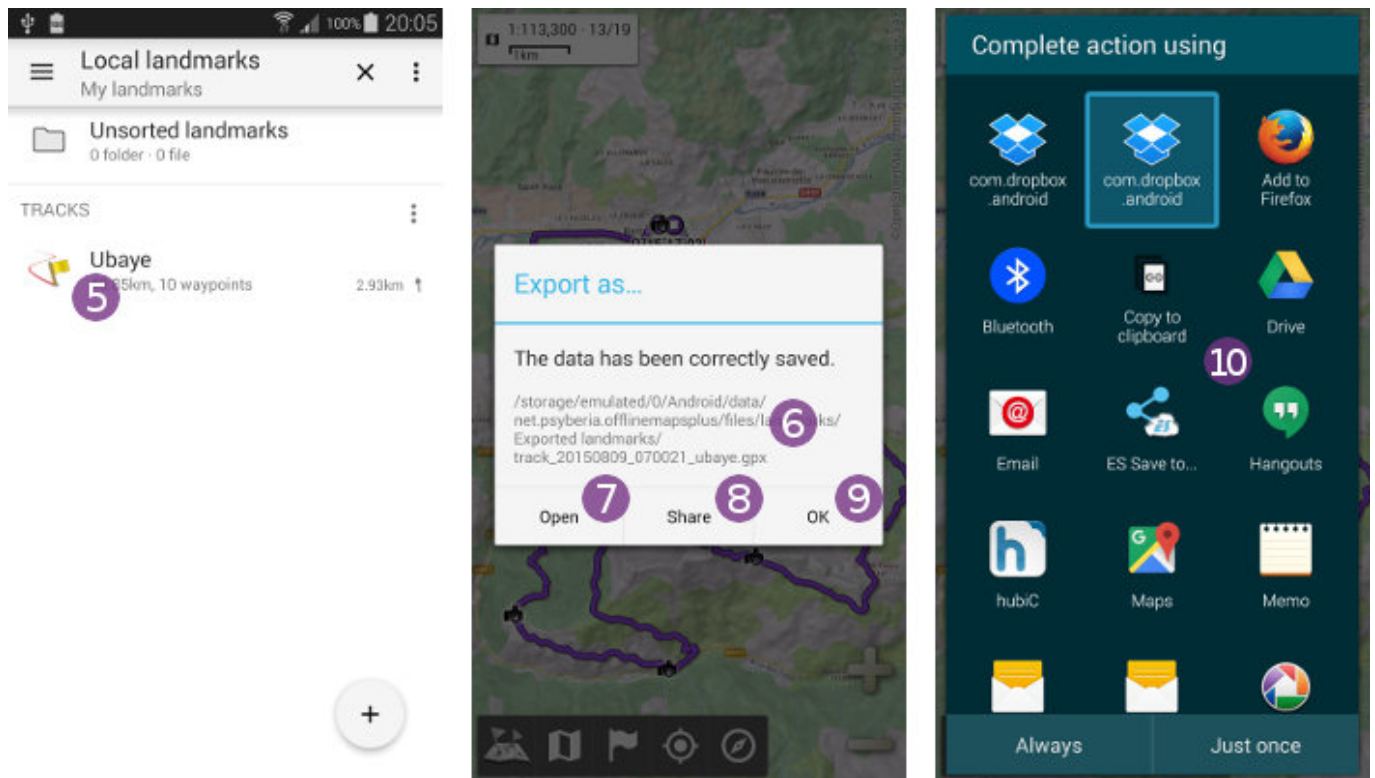 100% 20:05
Local landmarks
My landmarks
Unsorted landmarks
0 folder · 0 file
TRACKS
Ubaye
5
35km, 10 waypoints
2.93km
1:113,300 · 13/19
1km
Export as...
The data has been correctly saved.
/storage/emulated/0/Android/data/
net.psyberia.offlinemapsplus/files/la ks/
6
Exported landmarks/
track_20150809_070021_ubaye.gpx
7
8
9
Open
Share
OK
Complete action using
com.dropbox
.android
com.dropbox
.android
Add to
Firefox
Bluetooth
GO
Copy to
clipboard
Drive
10
@
Email
ES
ES Save to...
Hangouts
h
hubiC
G
Maps
Memo
Always
Just once